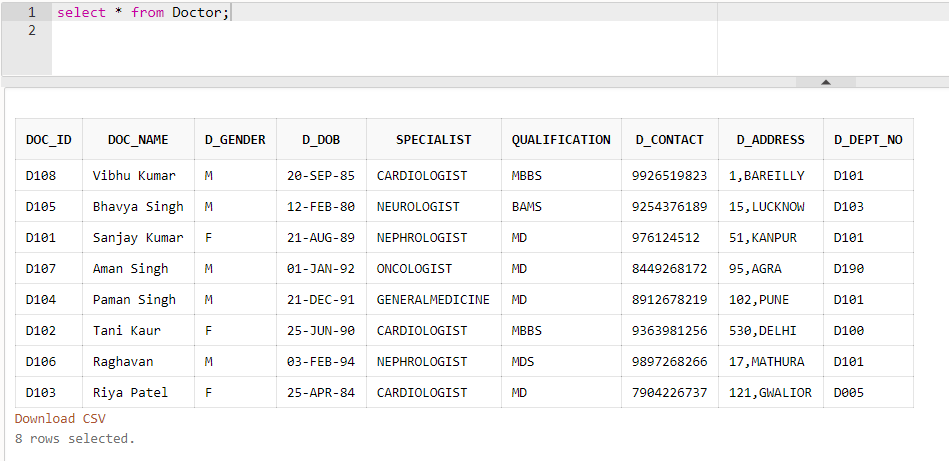 1 select * from Doctor;
2
DOC_ID DOC_NAME D_GENDER D_DOB SPECIALIST QUALIFICATION D_CONTACT D_ADDRESS D_DEPT_NO
D108 Vibhu Kumar M 20-SEP-85 CARDIOLOGIST MBBS 9926519823 1,BAREILLY D101
D105 Bhavya Singh M 12-FEB-80 NEUROLOGIST BAMS 9254376189 15,LUCKNOW D103
D101 Sanjay Kumar F 21-AUG-89 NEPHROLOGIST MD 976124512 51,KANPUR D101
D107 Aman Singh M 01-JAN-92 ONCOLOGIST MD 8449268172 95,AGRA D190
D104 Paman Singh M 21-DEC-91 GENERALMEDICINE MD 8912678219 102,PUNE D101
D102 Tani Kaur F 25-JUN-90 CARDIOLOGIST MBBS 9363981256 530,DELHI D100
D106 Raghavan M 03-FEB-94 NEPHROLOGIST MDS 9897268266 17,MATHURA D101
D103 Riya Patel F 25-APR-84 CARDIOLOGIST MD 7904226737 121,GWALIOR D005
Download CSV
8 rows selected.